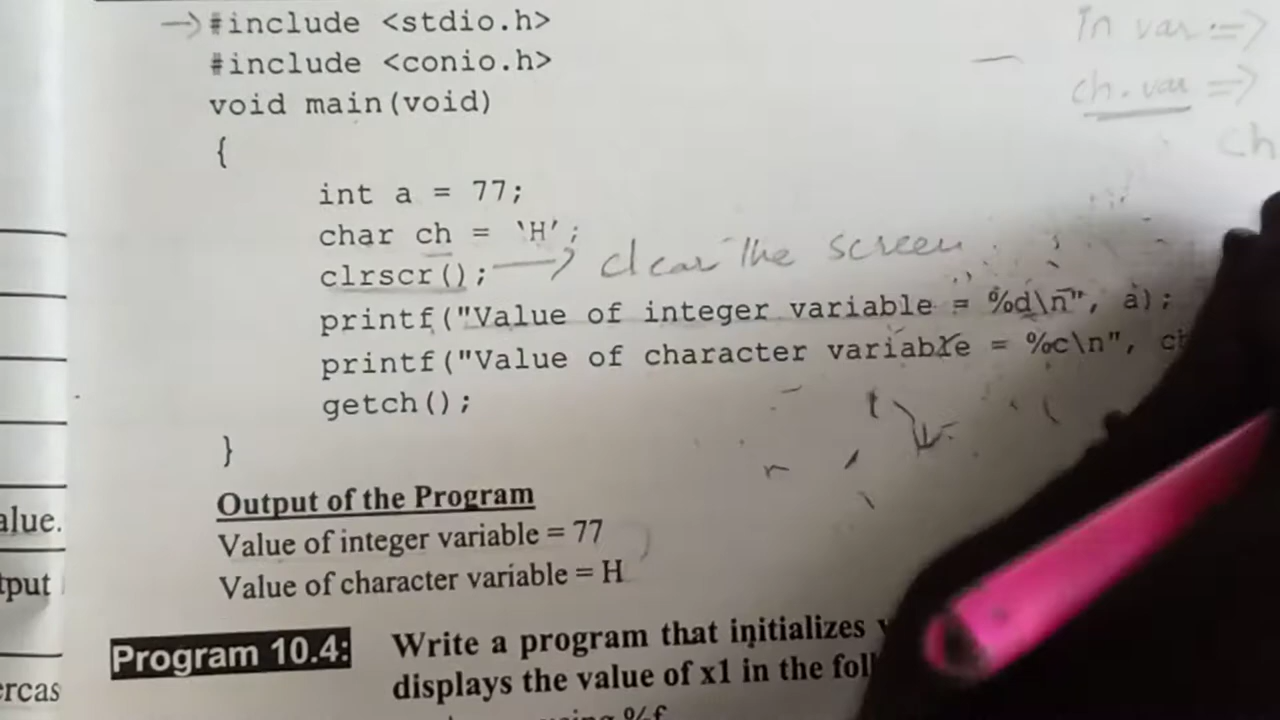 #include <stdio.h>
#include <conio.h>
void main(void)
{
int a = 77;
char ch = 'H';
clrscr(); clear the screen
printf("Value of integer variable = %d\n", a);
printf("Value of character variable = %c\n",
getch();
}
Output of the Program
Value of integer variable = 77
Value of character variable = H
Program 10.4: Write a program that initializes
displays the value of x1 in the
using %f
In var =>
ch.var =>
ch
alue.